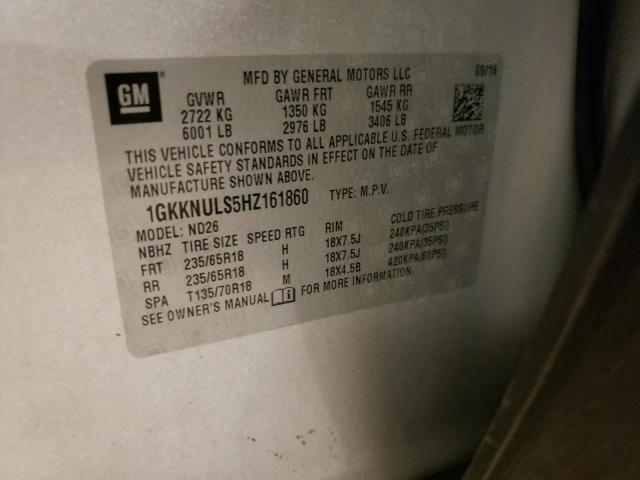 GM
MFD BY GENERAL MOTORS LLC 09/16
GVWR GAWR FRT GAWR RR
2722 KG 1350 KG 1545 KG
6001 LB 2976 LB 3406 LB
THIS VEHICLE CONFORMS TO ALL APPLICABLE U.S. FEDERAL MOTOR
VEHICLE SAFETY STANDARDS IN EFFECT ON THE DATE OF
MANUFACTURE SHOWN ABOVE.
1GKKNULS5HZ161860 TYPE: M.P.V.
MODEL: ND26
NBHZ TIRE SIZE SPEED RTG RIM COLD TIRE PRESSURE
FRT 235/65R18 H 18X7.5J 240KPA(35PSI)
RR 235/65R18 H 18X7.5J 240KPA(35PSI)
SPA T135/70R18 M 18X4.5B 420KPA(60PSI)
SEE OWNER'S MANUAL FOR MORE INFORMATION.